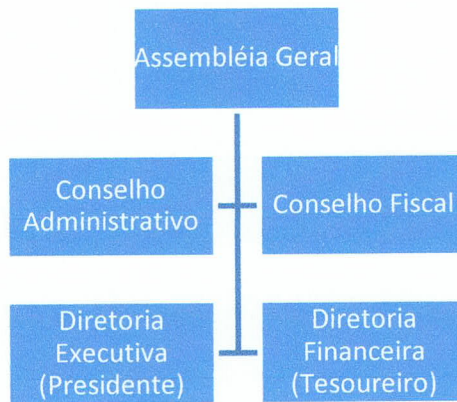 Assembléia Geral
Conselho
Administrativo
Conselho Fiscal
Diretoria
Executiva
(Presidente)
Diretoria
Financeira
(Tesoureiro)